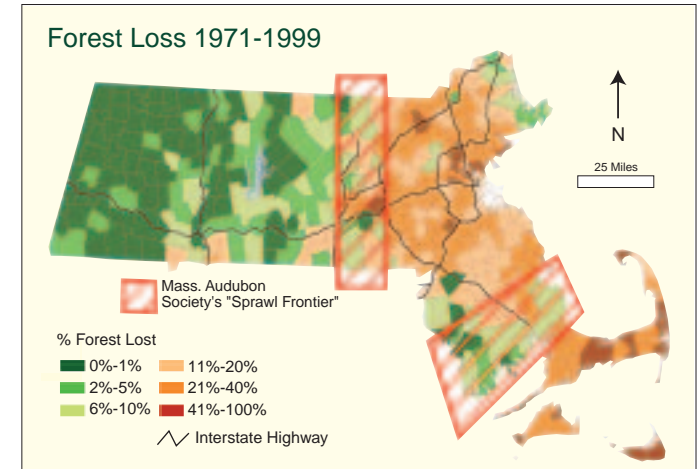 Forest Loss 1971-1999
N
25 Miles
Mass. Audubon
Society's "Sprawl Frontier"
% Forest Lost
0%-1%
11%-20%
2%-5%
21%-40%
6%-10%
41%-100%
Interstate Highway